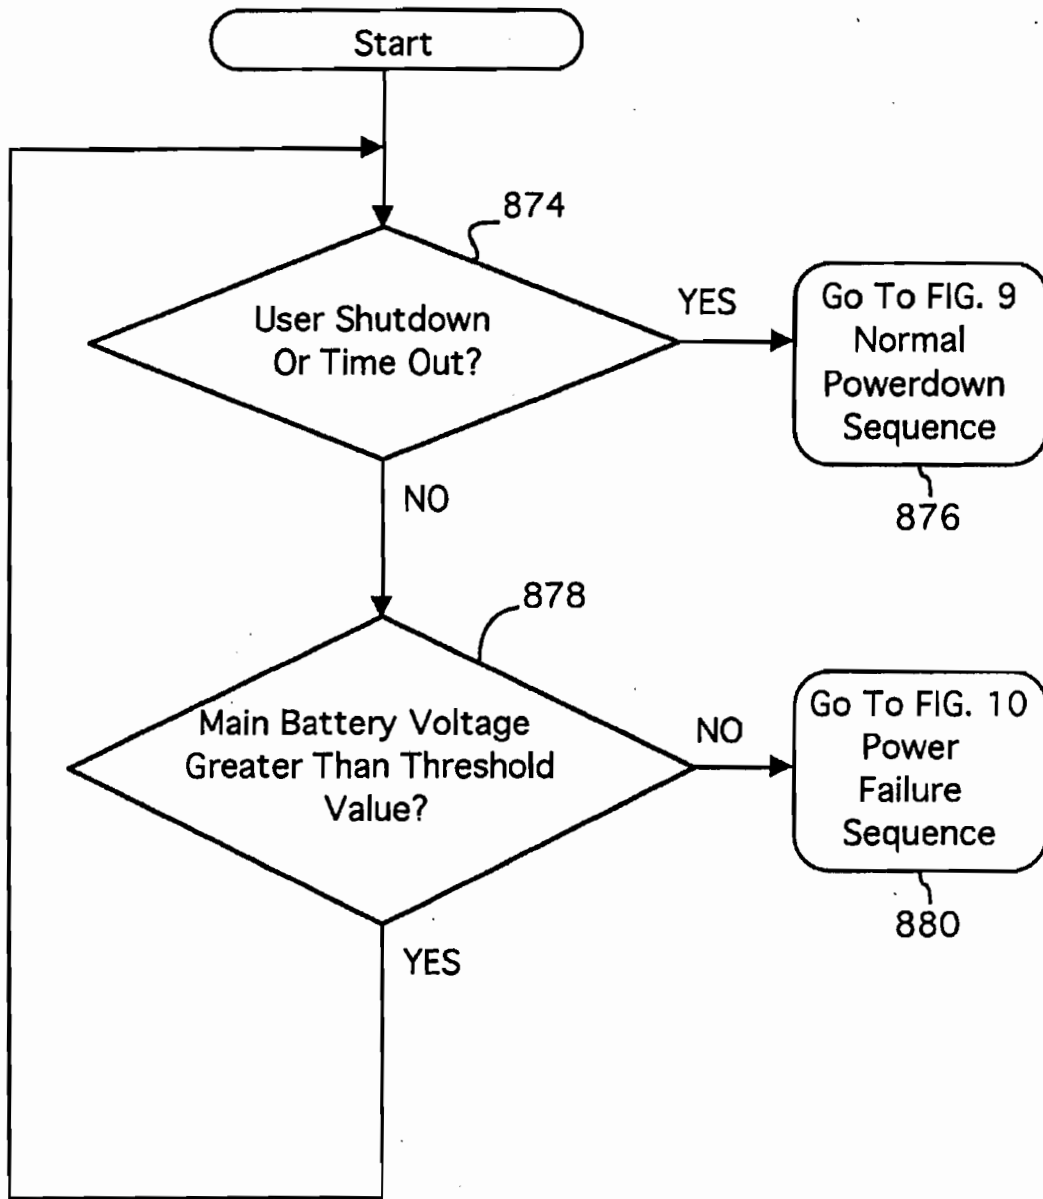 Start
874
User Shutdown
Or Time Out?
YES
Go To FIG. 9
Normal
Powerdown
Sequence
876
NO
878
Main Battery Voltage
Greater Than Threshold
Value?
NO
Go To FIG. 10
Power
Failure
Sequence
880
YES